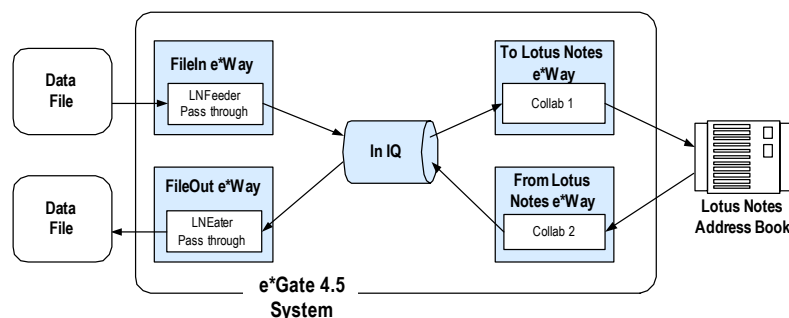 Data
File
FileIn e*Way
LNFeeder
Pass through
To Lotus Notes
e*Way
Collab 1
In IQ
Data
File
FileOut e*Way
LNEater
Pass through
From Lotus
Notes e*Way
Collab 2
Lotus Notes
Address Book
e*Gate 4.5
System